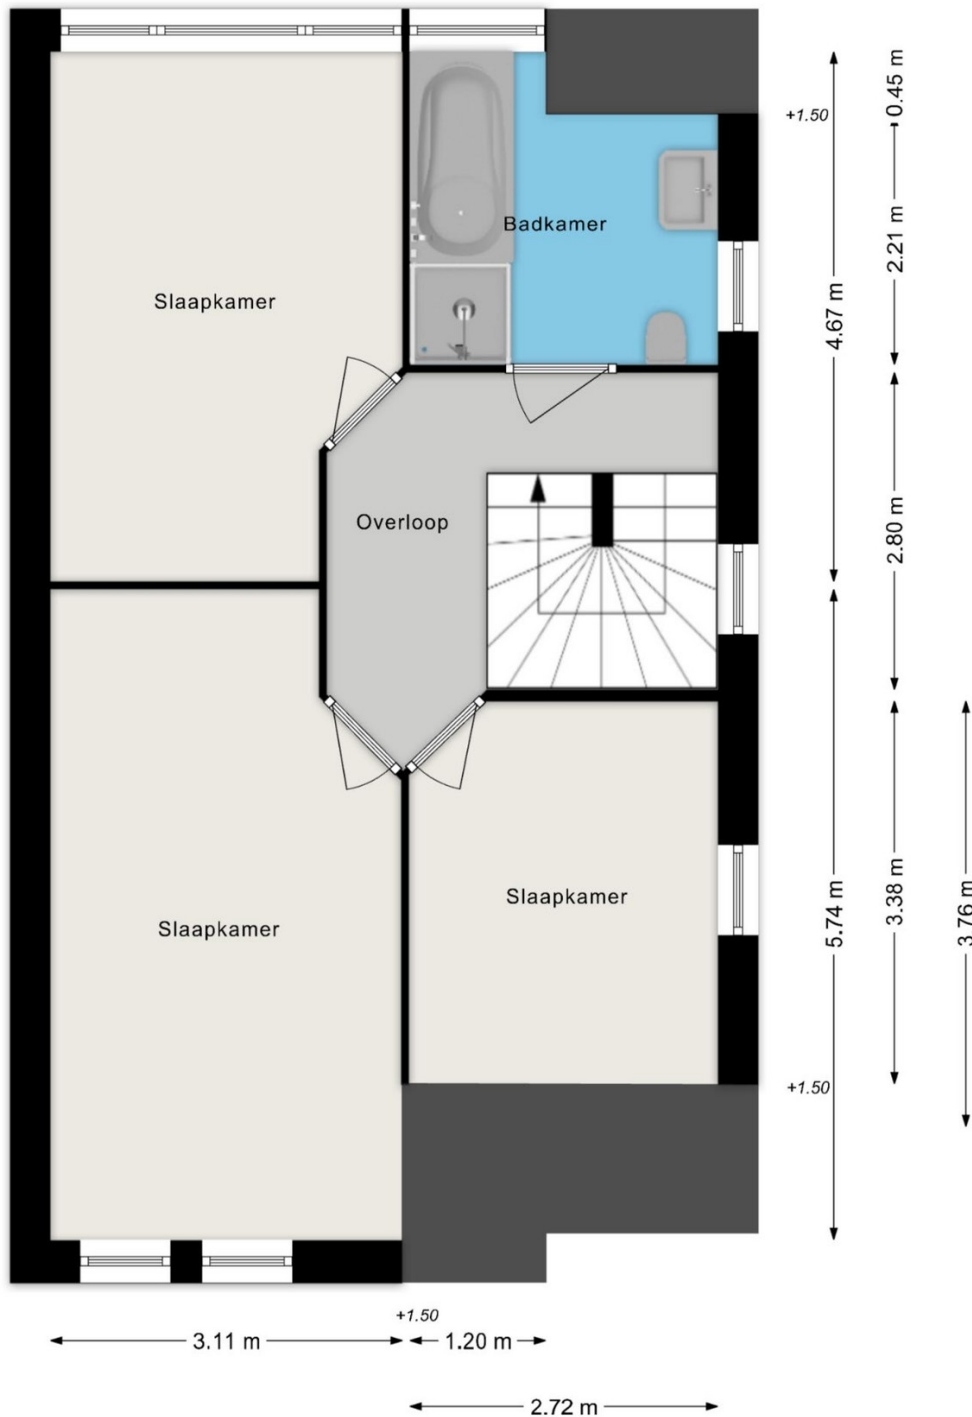 0.45 m
+1.50
2.21 m
Badkamer
Slaapkamer
4.67 m
Overloop
2.80 m
Slaapkamer
3.38 m
5.74 m
3.76 m
Slaapkamer
+1.50
+1.50
3.11 m
1.20 m
2.72 m